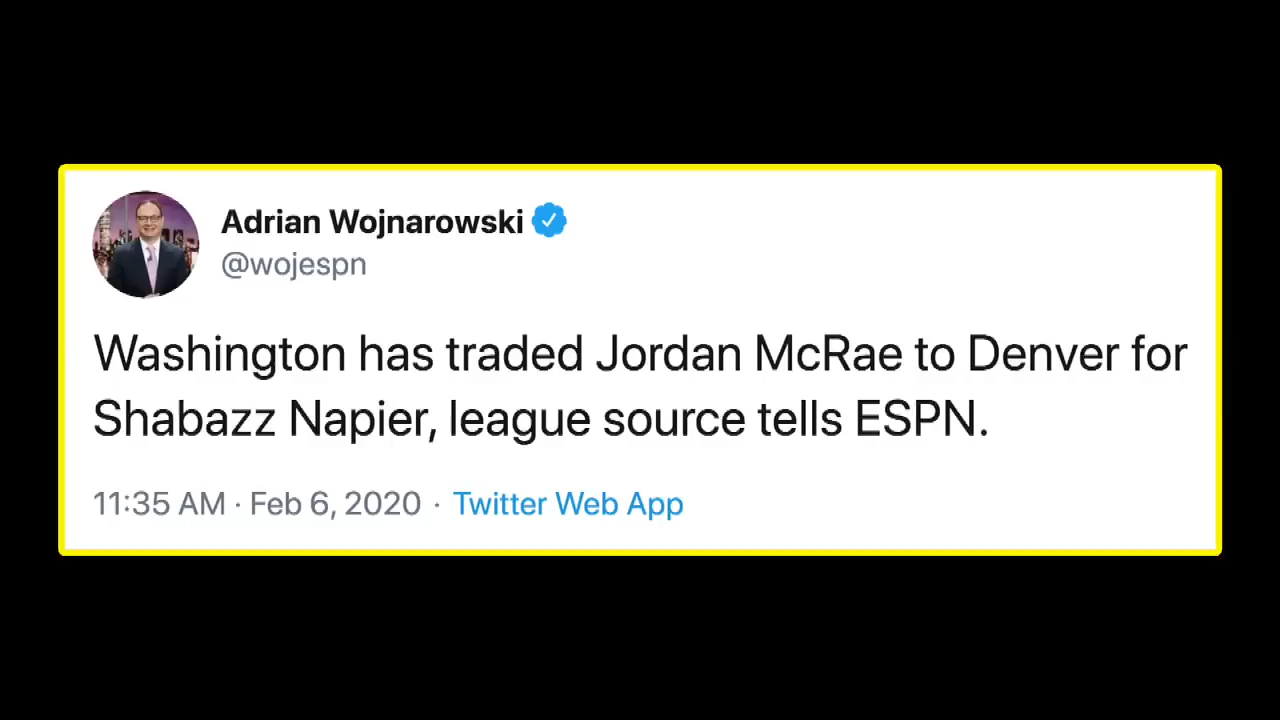 Adrian Wojnarowski
@wojespn
Washington has traded Jordan McRae to Denver for
Shabazz Napier, league source tells ESPN.
11:35 AM · Feb 6, 2020 · Twitter Web App